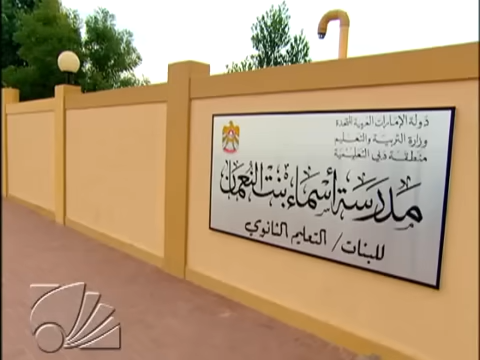 دولة الإمارات العربية المتحدة
وزارة التربية والتعليم
منطقة دبي التعليمية
مدرسة أسماء بنت النعمان
للبنات / التعليم الثانوي